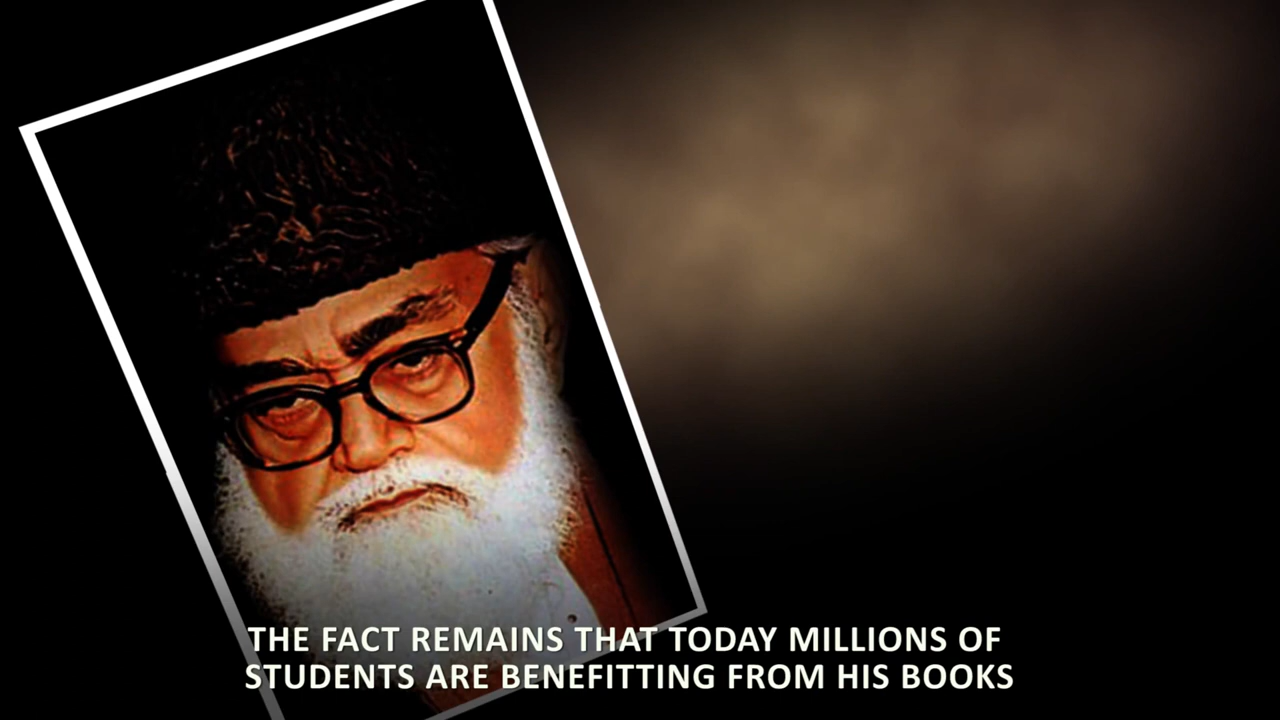 THE FACT REMAINS THAT TODAY MILLIONS OF
STUDENTS ARE BENEFITTING FROM HIS BOOKS